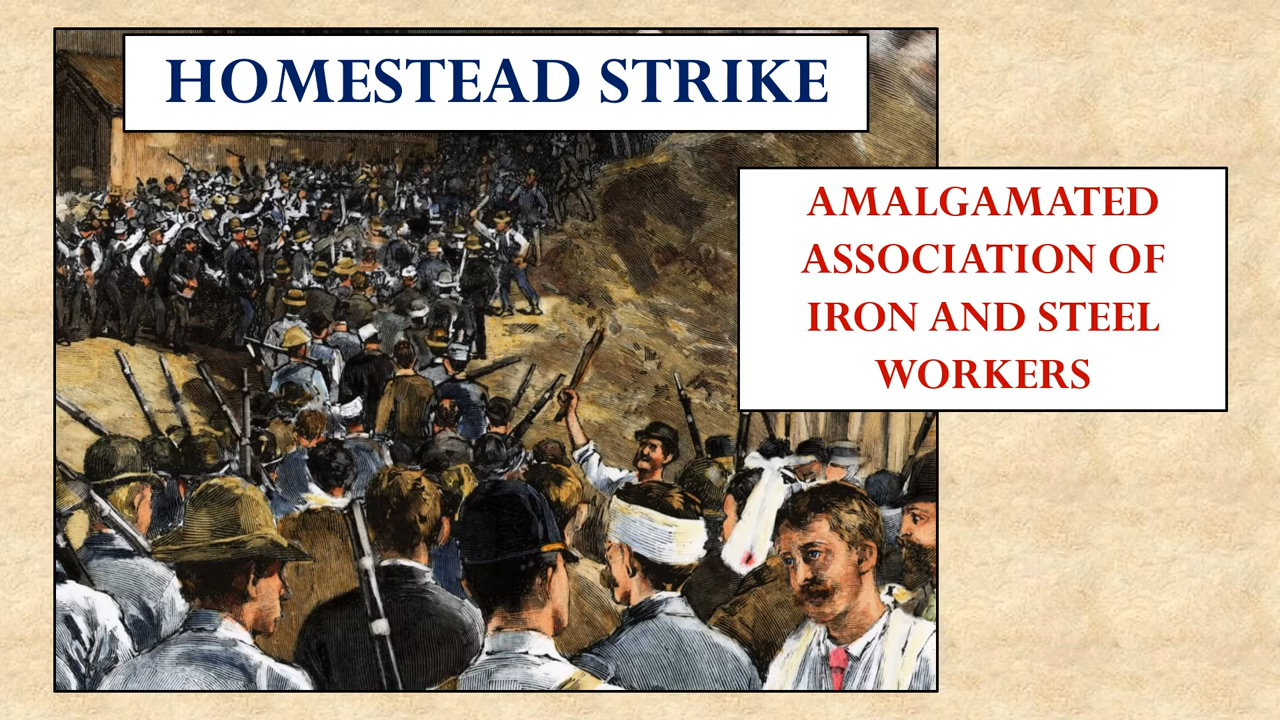 HOMESTEAD STRIKE
AMALGAMATED
ASSOCIATION OF
IRON AND STEEL
WORKERS